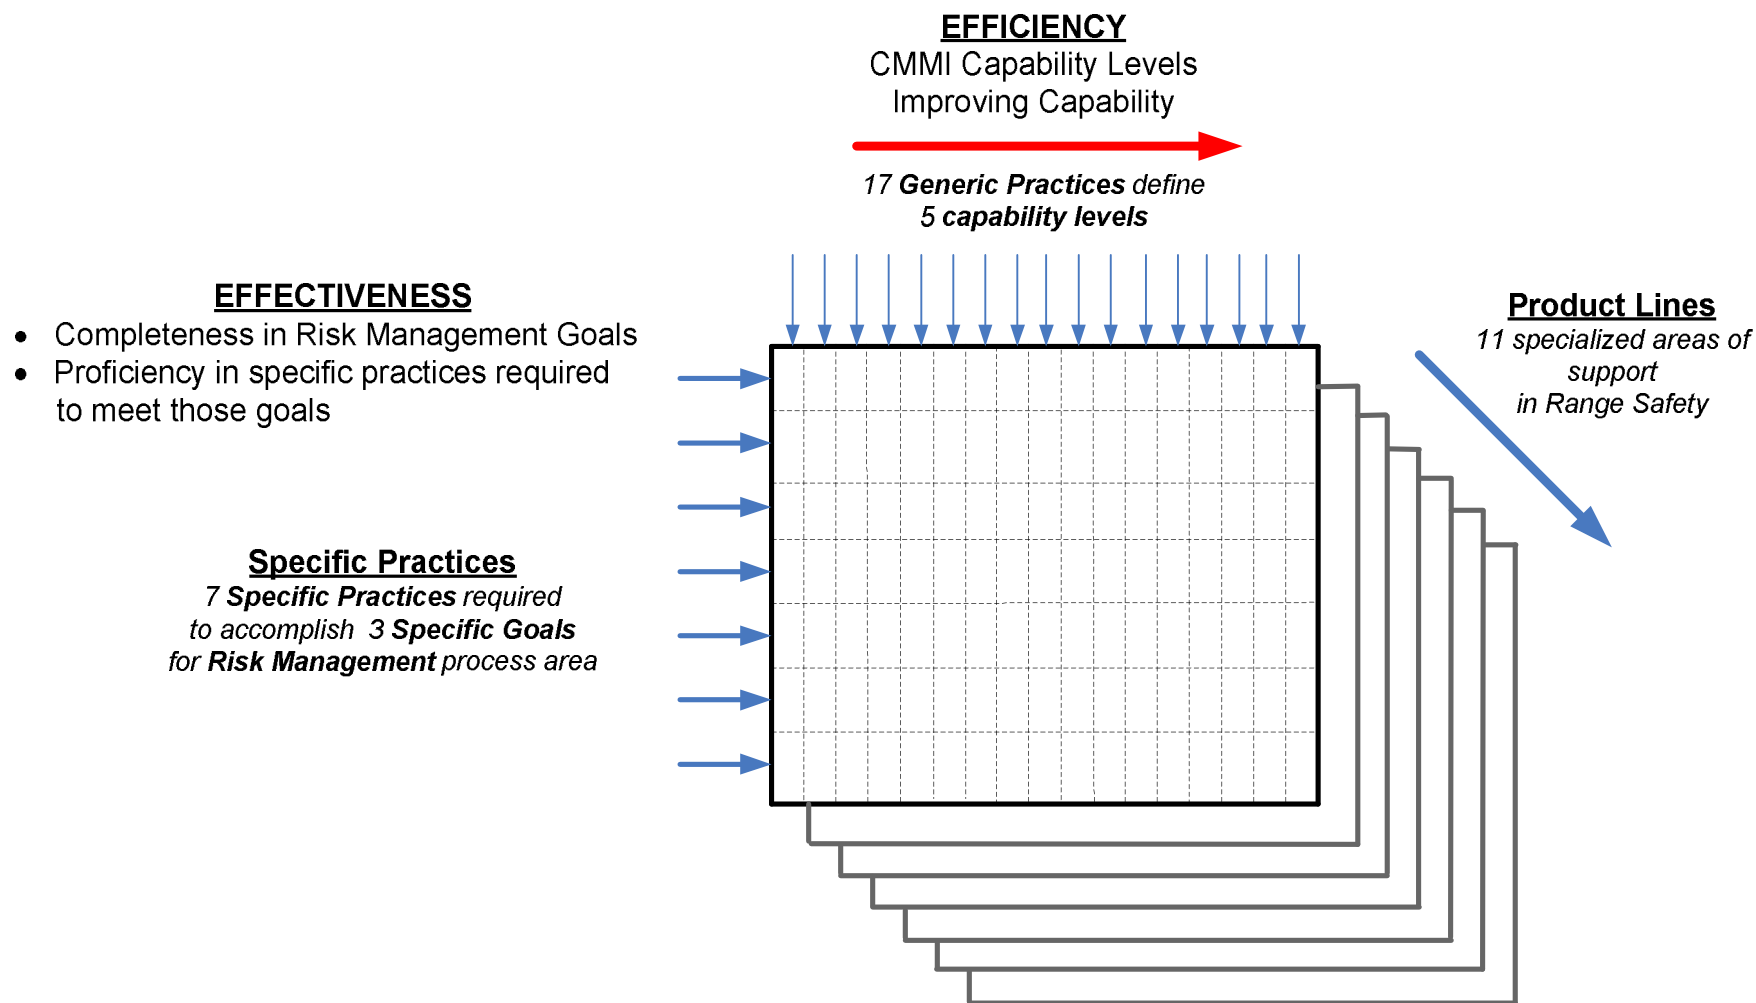 EFFICIENCY
CMMI Capability Levels
Improving Capability
17 Generic Practices define
5 capability levels
EFFECTIVENESS
• Completeness in Risk Management Goals
• Proficiency in specific practices required
to meet those goals
Product Lines
11 specialized areas of
support
in Range Safety
Specific Practices
7 Specific Practices required
to accomplish 3 Specific Goals
for Risk Management process area